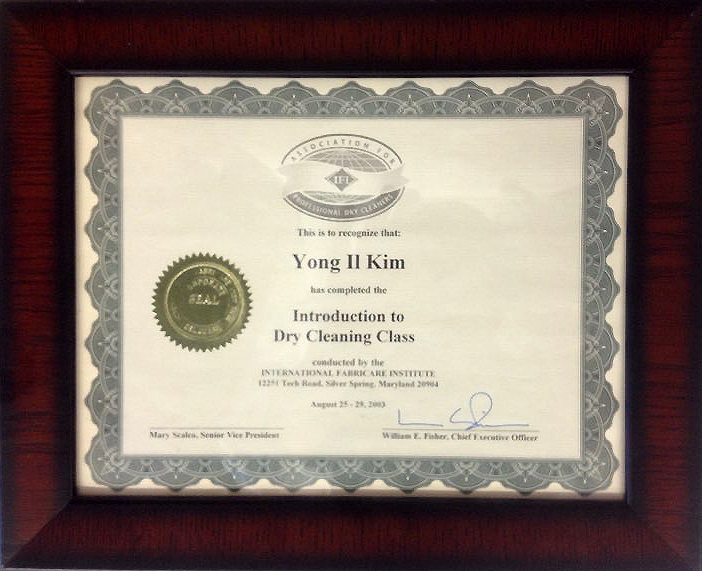 ASSOCIATION FOR
IFI
PROFESSIONAL DRY CLEANERS
This is to recognize that:
Yong Il Kim
has completed the
Introduction to
Dry Cleaning Class
conducted by the
INTERNATIONAL FABRICARE INSTITUTE
12251 Tech Road, Silver Spring, Maryland 20904
August 25 - 29, 2003
SEAL
Mary Scalco, Senior Vice President
William E. Fisher, Chief Executive Officer